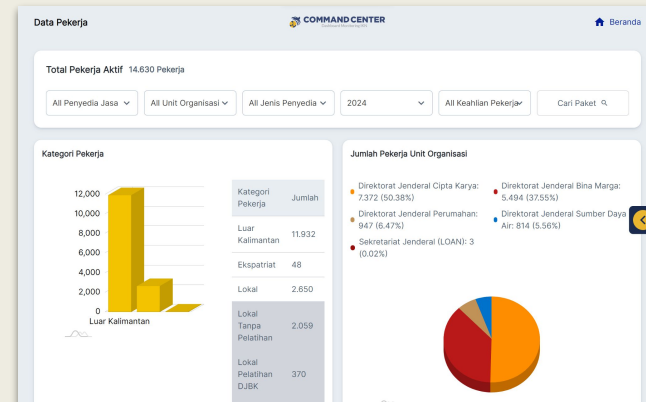 Data Pekerja
COMMAND CENTER
Beranda
Total Pekerja Aktif 14.630 Pekerja
All Penyedia Jasa
All Unit Organisasi
All Jenis Penyedia
2024
All Keahlian Pekerja
Cari Paket
Kategori Pekerja
12,000
10,000
8,000
6,000
4,000
2,000
0
Luar Kalimantan
Kategori Pekerja Jumlah
Luar Kalimantan 11.932
Ekspatriat 48
Lokal 2.650
Lokal Tanpa Pelatihan 2.059
Lokal Pelatihan DJBK 370
Jumlah Pekerja Unit Organisasi
Direktorat Jenderal Cipta Karya:
7.372 (50.38%)
Direktorat Jenderal Bina Marga:
5.494 (37.55%)
Direktorat Jenderal Perumahan:
947 (6.47%)
Direktorat Jenderal Sumber Daya
Air: 814 (5.56%)
Sekretariat Jenderal (LOAN): 3
(0.02%)